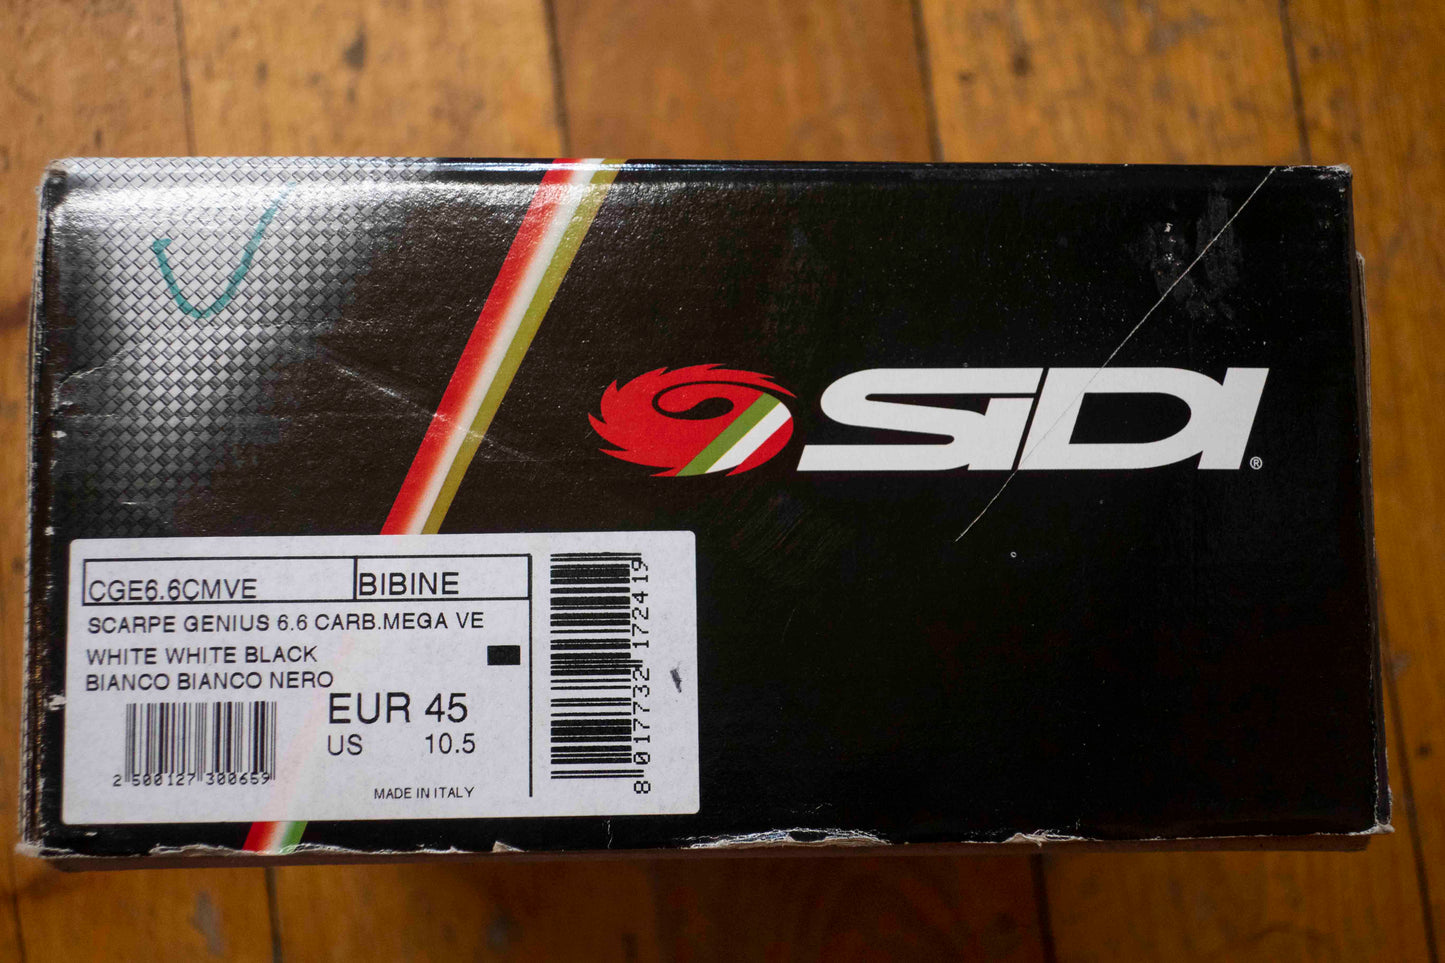 SIDI®
CGE6.6CMVE BIBINE
SCARPE GENIUS 6.6 CARB.MEGA VE
WHITE WHITE BLACK
BIANCO BIANCO NERO
EUR 45
US 10.5
2 500127 300659
MADE IN ITALY
8 017732 172419